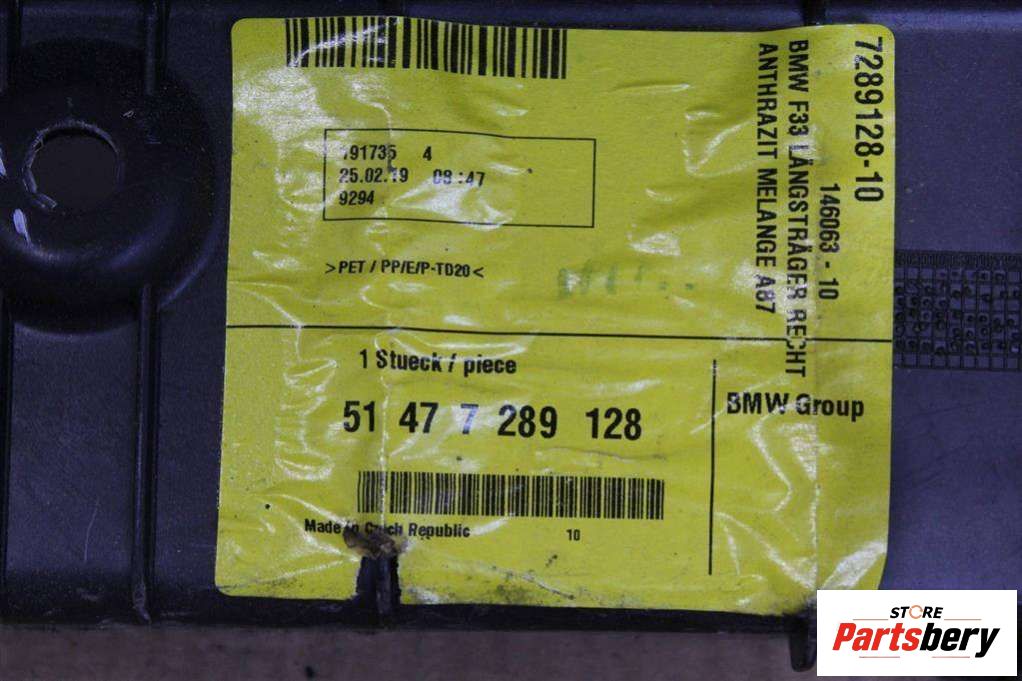 191735 4
25.02.19 08:47
9294
>PET / PP/E/P-TD20<
1 Stueck / piece
51 47 7 289 128
Made in Czech Republic
10
7289128-10
146063 - 10
BMW F33 LÄNGSTRÄGER RECHT
ANTHRAZIT MELANGE A87
BMW Group
STORE
Partsbery